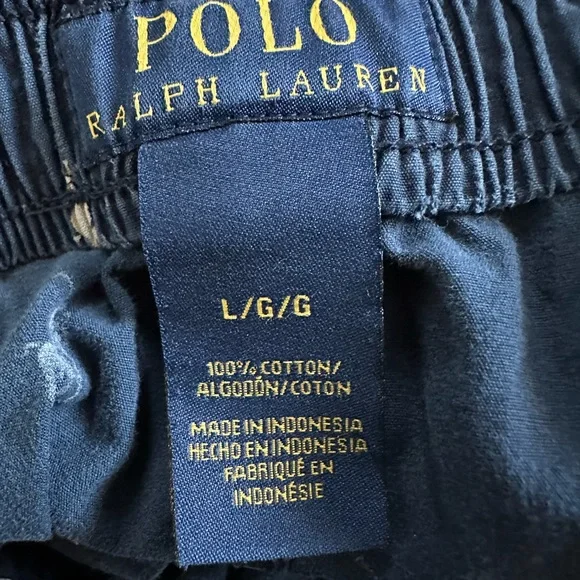 POLO
RALPH LAUREN
L/G/G
100% COTTON/
ALGODÓN/COTON
MADE IN INDONESIA
HECHO EN INDONESIA
FABRIQUÉ EN
INDONÉSIE